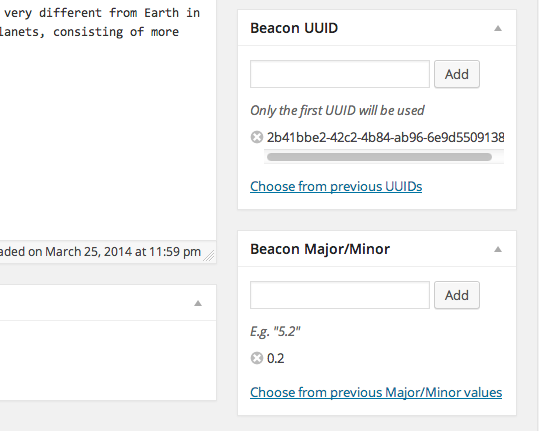 very different from Earth in
lanets, consisting of more
aded on March 25, 2014 at 11:59 pm
Beacon UUID
Add
Only the first UUID will be used
2b41bbe2-42c2-4b84-ab96-6e9d5509138
Choose from previous UUIDs
Beacon Major/Minor
Add
E.g. "5.2"
0.2
Choose from previous Major/Minor values